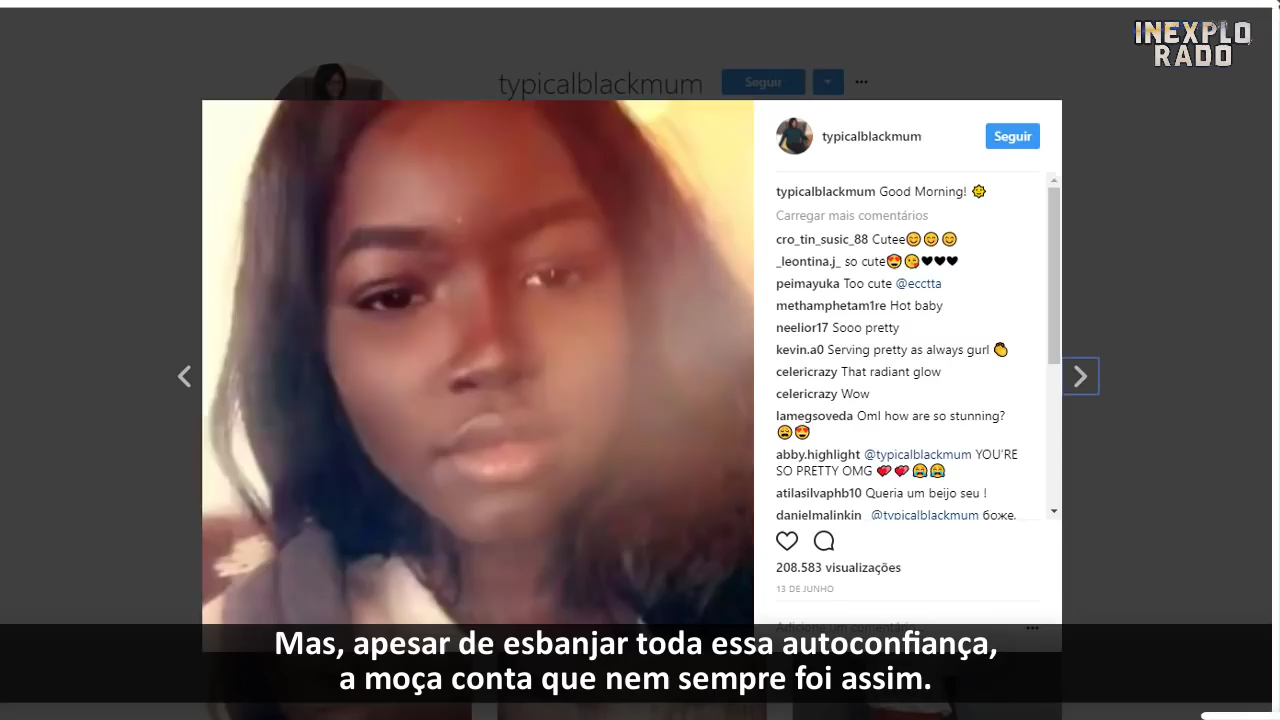 INEXPLO
RADO
typicalblackmum Seguir
typicalblackmum Seguir
typicalblackmum Good Morning!
Carregar mais comentários
cro_tin_susic_88 Cutee😊😊😊
_leontina.j_ so cute😍😘🖤🖤🖤
peimayuka Too cute @ecctta
methamphetam1re Hot baby
neelior17 Sooo pretty
kevin.a0 Serving pretty as always gurl 👏
celericrazy That radiant glow
celericrazy Wow
lamegsoveda Oml how are so stunning?
😩😍
abby.highlight @typicalblackmum YOU'RE
SO PRETTY OMG 💕💕😭😭
atilasilvaphb10 Queria um beijo seu !
danielmalinkin @typicalblackmum боже,
208.583 visualizações
13 DE JUNHO
Adicione um comentário...
Mas, apesar de esbanjar toda essa autoconfiança,
a moça conta que nem sempre foi assim.